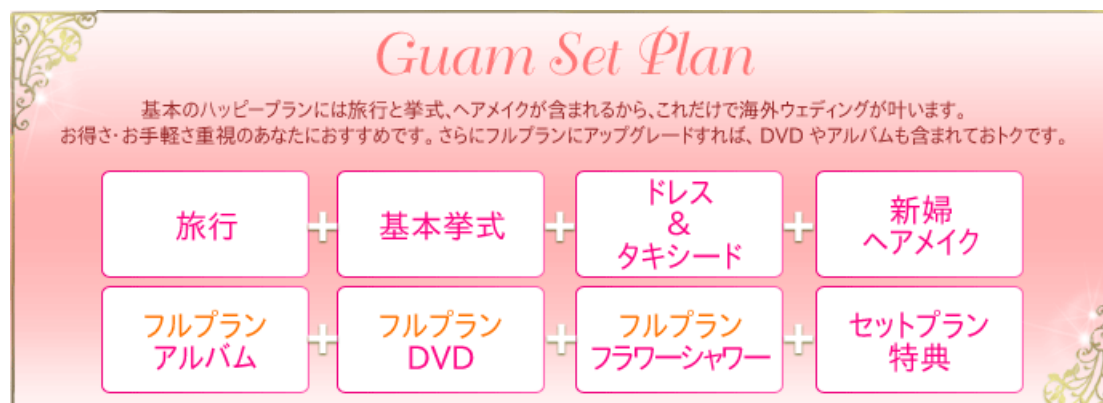 Guam Set Plan
基本のハッピープランには旅行と挙式、ヘアメイクが含まれるから、これだけで海外ウェディングが叶います。
お得さ・お手軽さ重視のあなたにおすすめです。さらにフルプランにアップグレードすれば、DVD やアルバムも含まれておトクです。
旅行
+
基本挙式
+
ドレス
&
タキシード
+
新婦
ヘアメイク
フルプラン
アルバム
+
フルプラン
DVD
+
フルプラン
フラワーシャワー
+
セットプラン
特典